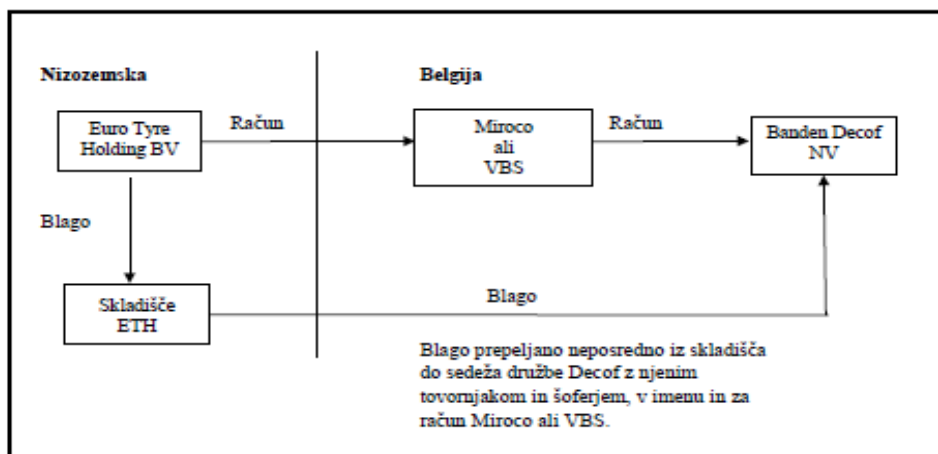 Nizozemska
Belgija
Euro Tyre
Holding BV
Račun
Miroco
ali
VBS
Račun
Banden Decof
NV
Blago
Skladišče
ETH
Blago
Blago prepeljano neposredno iz skladišča
do sedeža družbe Decof z njenim
tovornjakom in šoferjem, v imenu in za
račun Miroco ali VBS.